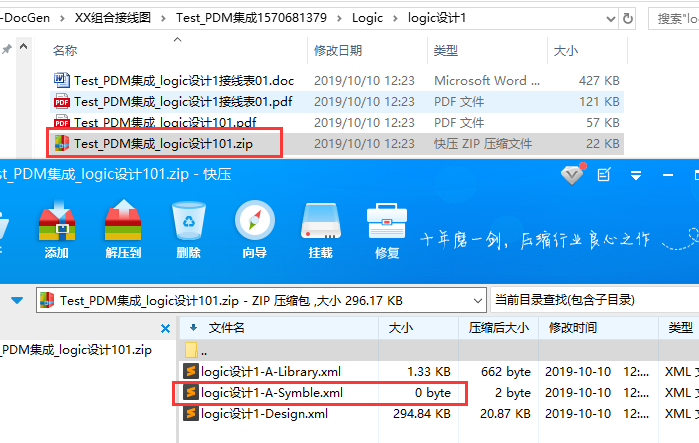 -DocGen › XX组合接线图 › Test_PDM集成1570681379 › Logic › logic设计1 搜索"log
名称 修改日期 类型 大小
Test_PDM集成_logic设计1接线表01.doc 2019/10/10 12:23 Microsoft Word ... 427 KB
Test_PDM集成_logic设计1接线表01.pdf 2019/10/10 12:23 PDF 文件 121 KB
Test_PDM集成_logic设计101.pdf 2019/10/10 12:23 PDF 文件 57 KB
Test_PDM集成_logic设计101.zip 2019/10/10 12:23 快压 ZIP 压缩文件 22 KB
st_PDM集成_logic设计101.zip - 快压
添加 解压到 删除 向导 挂载 修复 十年磨一剑，压缩行业良心之作
Test_PDM集成_logic设计101.zip - ZIP 压缩包 ,大小 296.17 KB 当前目录查找(包含子目录)
文件名 大小 压缩后大小 修改时间 类型
_PDM集成_logic设计101.zip ..
logic设计1-A-Library.xml 1.33 KB 662 byte 2019-10-10 12:... XML 文
logic设计1-A-Symble.xml 0 byte 2 byte 2019-10-10 12:... XML 文
logic设计1-Design.xml 294.84 KB 20.87 KB 2019-10-10 12:... XML 文